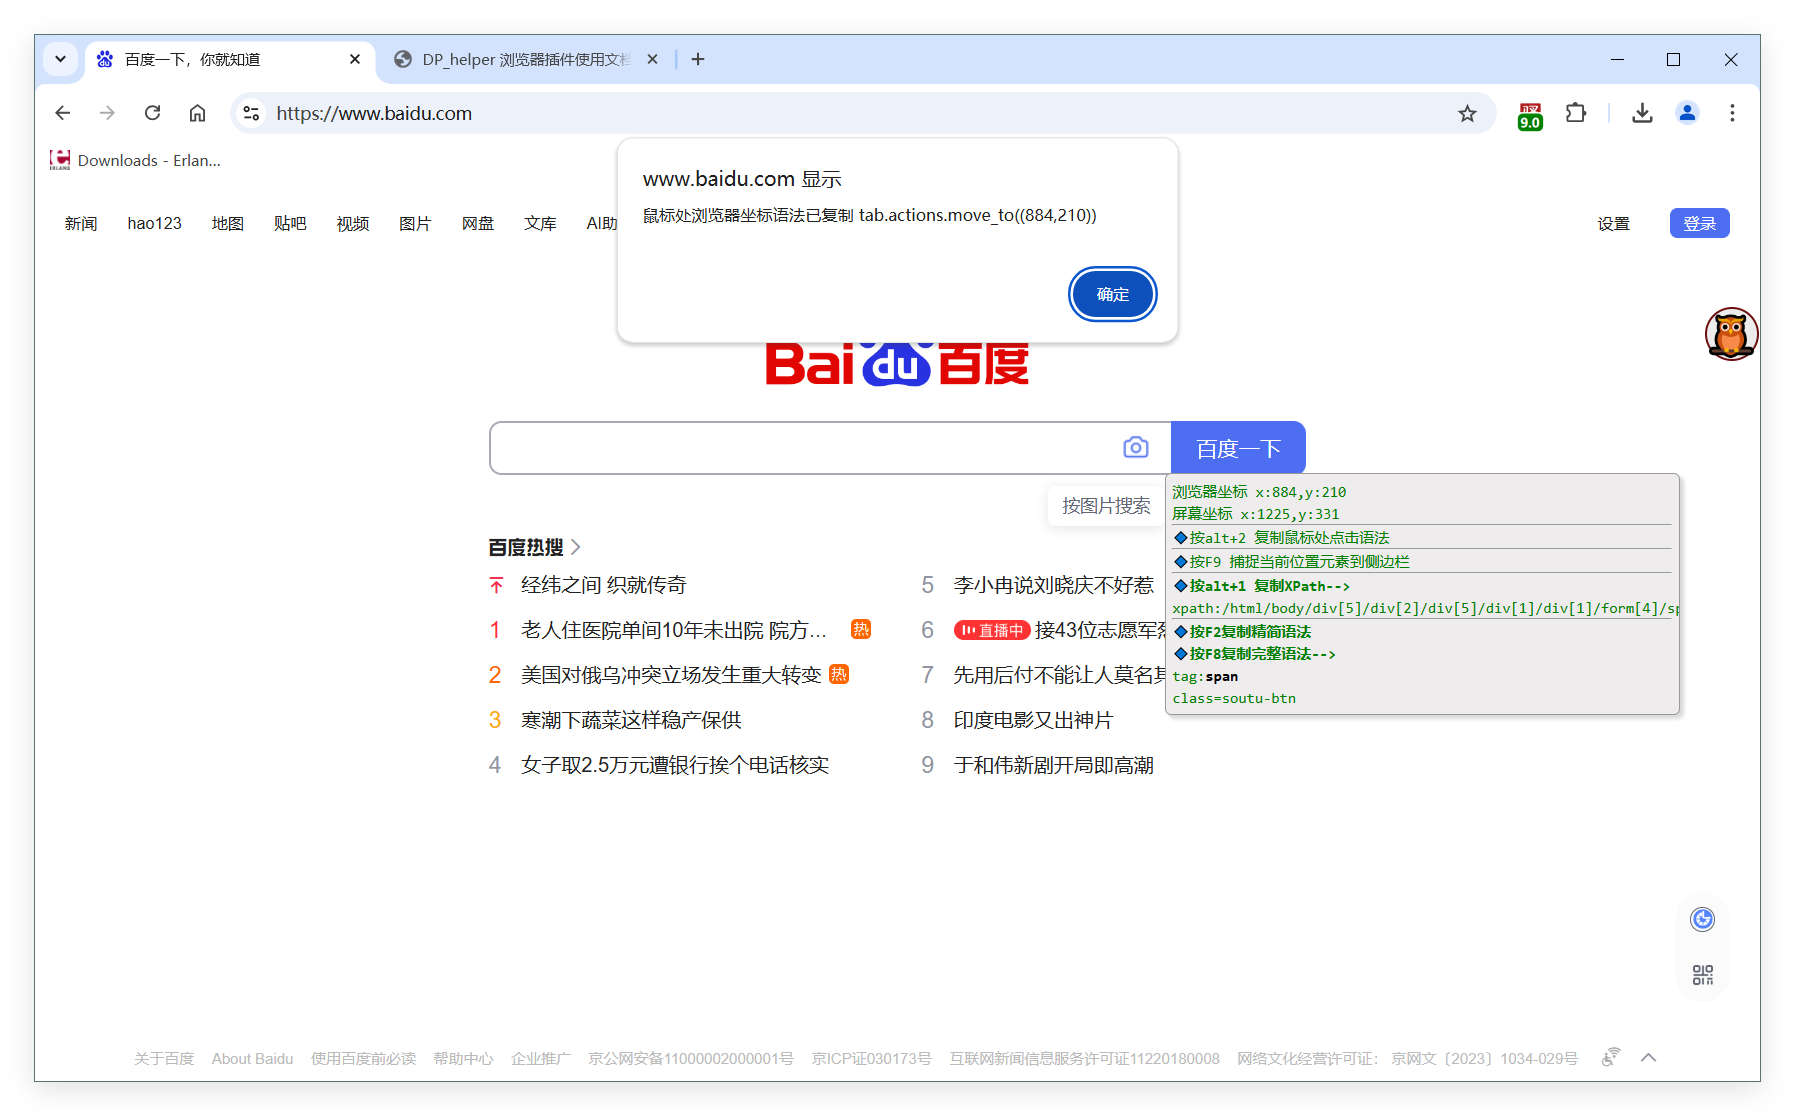 百度一下，你就知道
DP_helper 浏览器插件使用文档
https://www.baidu.com
9.0
Downloads - Erlan...
www.baidu.com 显示
鼠标处浏览器坐标语法已复制 tab.actions.move_to((884,210))
确定
新闻 hao123 地图 贴吧 视频 图片 网盘 文库 AI助 设置 登录
Bai du 百度
百度一下
按图片搜索
浏览器坐标 x:884,y:210
屏幕坐标 x:1225,y:331
按alt+2 复制鼠标处点击语法
按F9 捕捉当前位置元素到侧边栏
按alt+1 复制XPath-->
xpath:/html/body/div[5]/div[2]/div[5]/div[1]/div[1]/form[4]/sp
按F2复制精简语法
按F8复制完整语法-->
tag:span
class=soutu-btn
百度热搜
经纬之间 织就传奇
1 老人住医院单间10年未出院 院方... 热
2 美国对俄乌冲突立场发生重大转变 热
3 寒潮下蔬菜这样稳产保供
4 女子取2.5万元遭银行挨个电话核实
5 李小冉说刘晓庆不好惹
6 直播中 接43位志愿军烈
7 先用后付不能让人莫名其
8 印度电影又出神片
9 于和伟新剧开局即高潮
关于百度 About Baidu 使用百度前必读 帮助中心 企业推广 京公网安备11000002000001号 京ICP证030173号 互联网新闻信息服务许可证11220180008 网络文化经营许可证： 京网文〔2023〕1034-029号